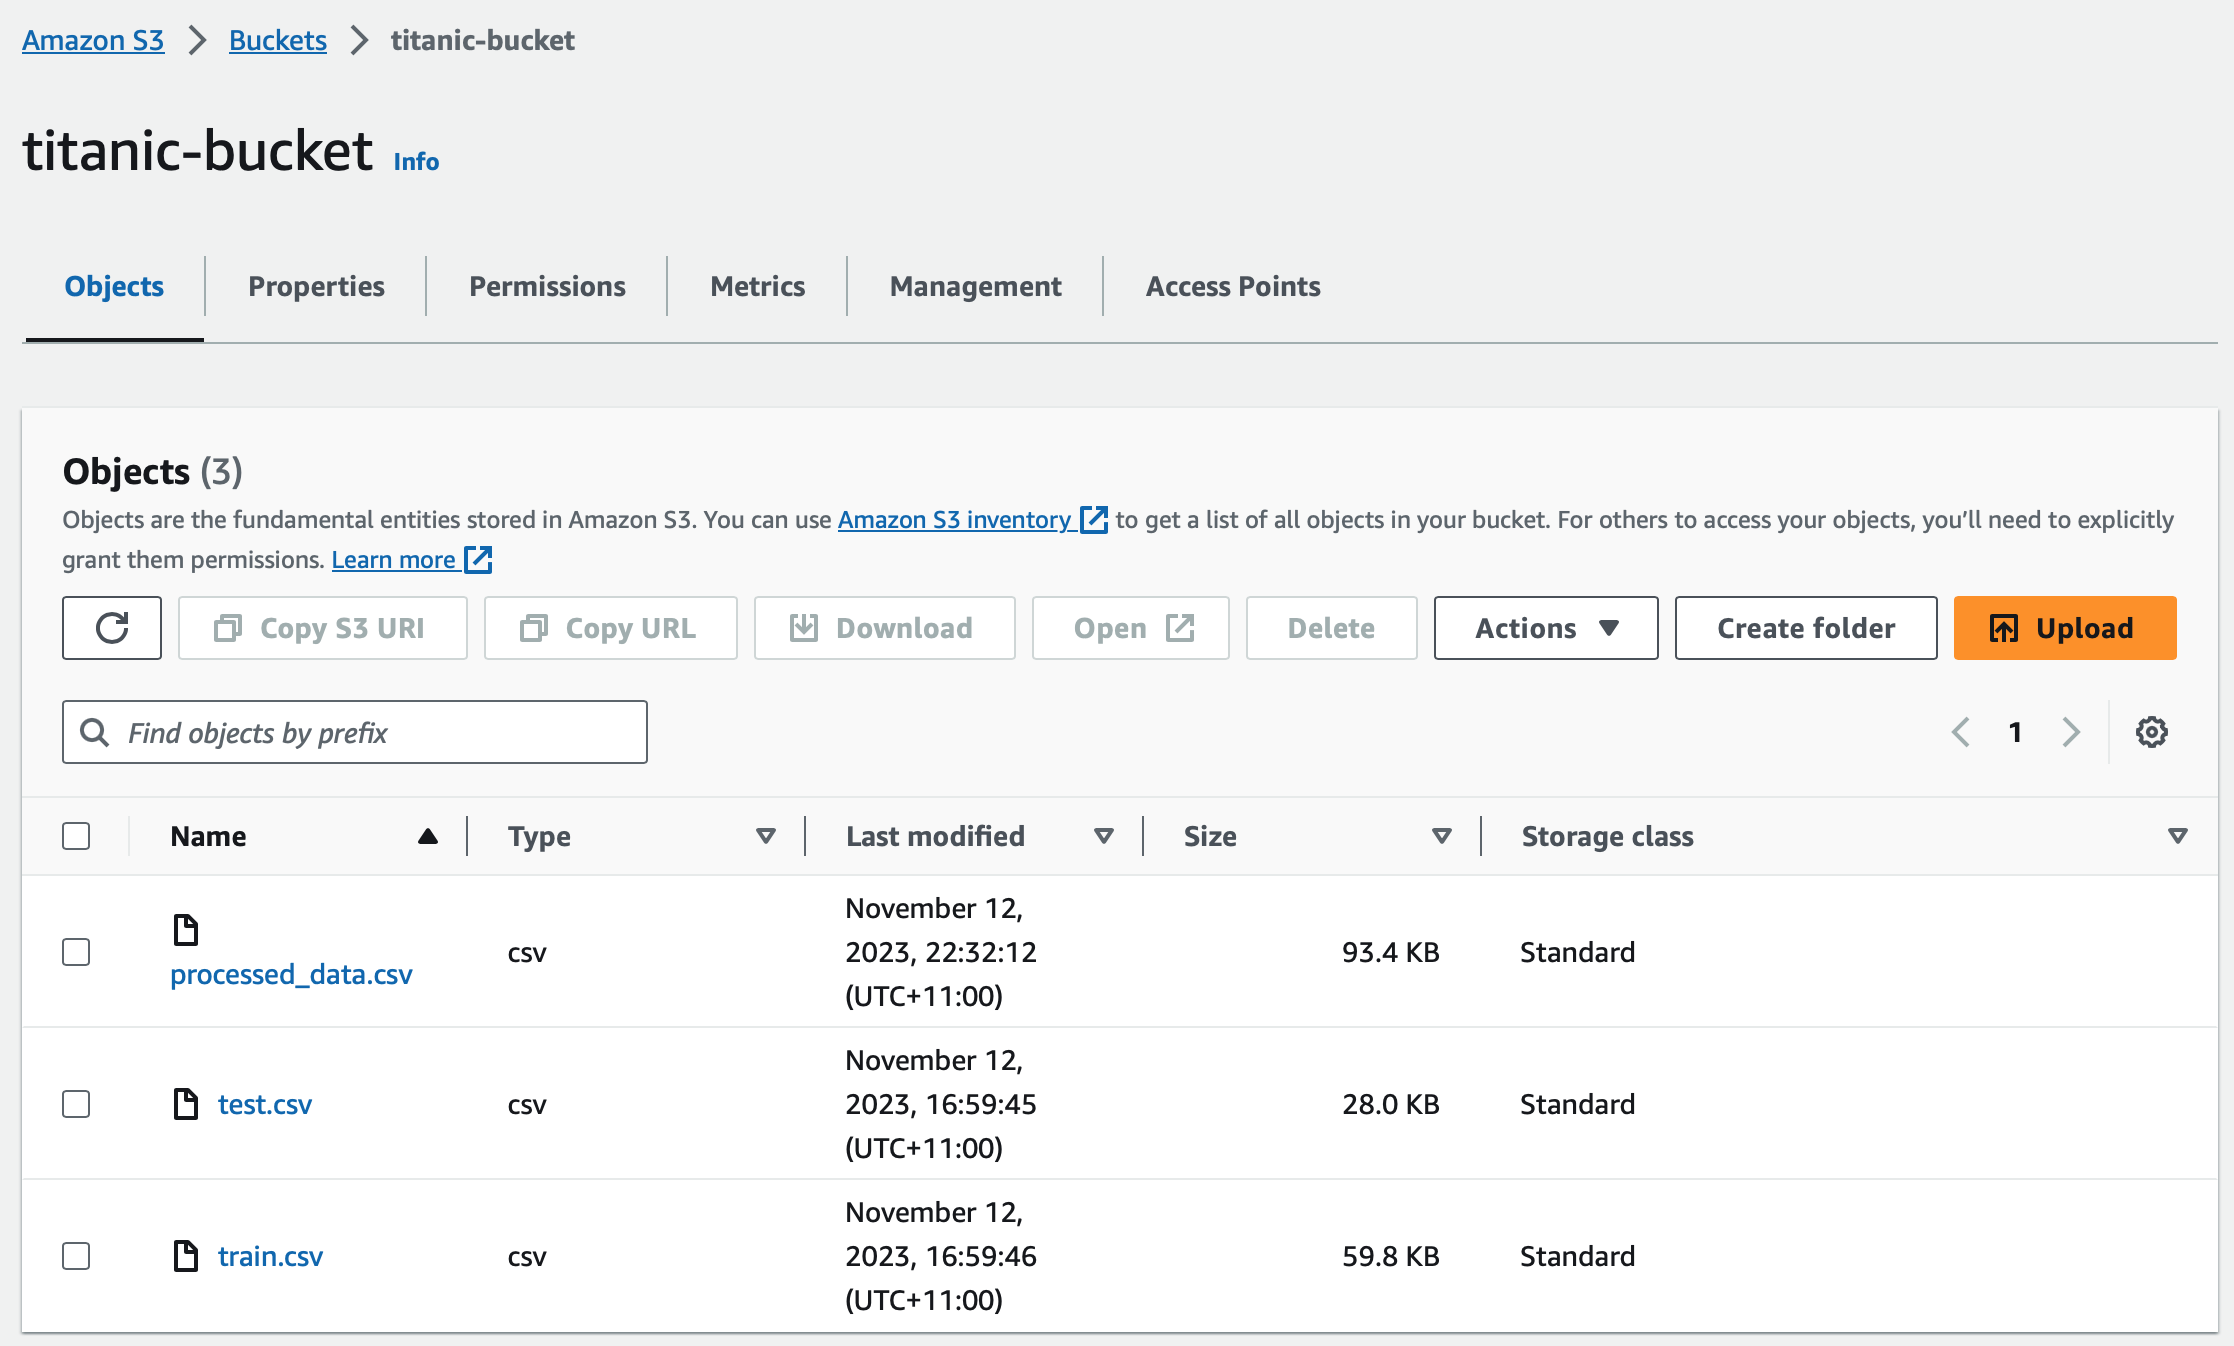 Amazon S3 > Buckets > titanic-bucket
titanic-bucket Info
Objects Properties Permissions Metrics Management Access Points
Objects (3)
Objects are the fundamental entities stored in Amazon S3. You can use Amazon S3 inventory to get a list of all objects in your bucket. For others to access your objects, you’ll need to explicitly
grant them permissions. Learn more
Copy S3 URI Copy URL Download Open Delete Actions Create folder Upload
Find objects by prefix 1
Name Type Last modified Size Storage class
November 12,
csv 2023, 22:32:12 93.4 KB Standard
processed_data.csv
(UTC+11:00)
November 12,
test.csv csv 2023, 16:59:45 28.0 KB Standard
(UTC+11:00)
November 12,
train.csv csv 2023, 16:59:46 59.8 KB Standard
(UTC+11:00)